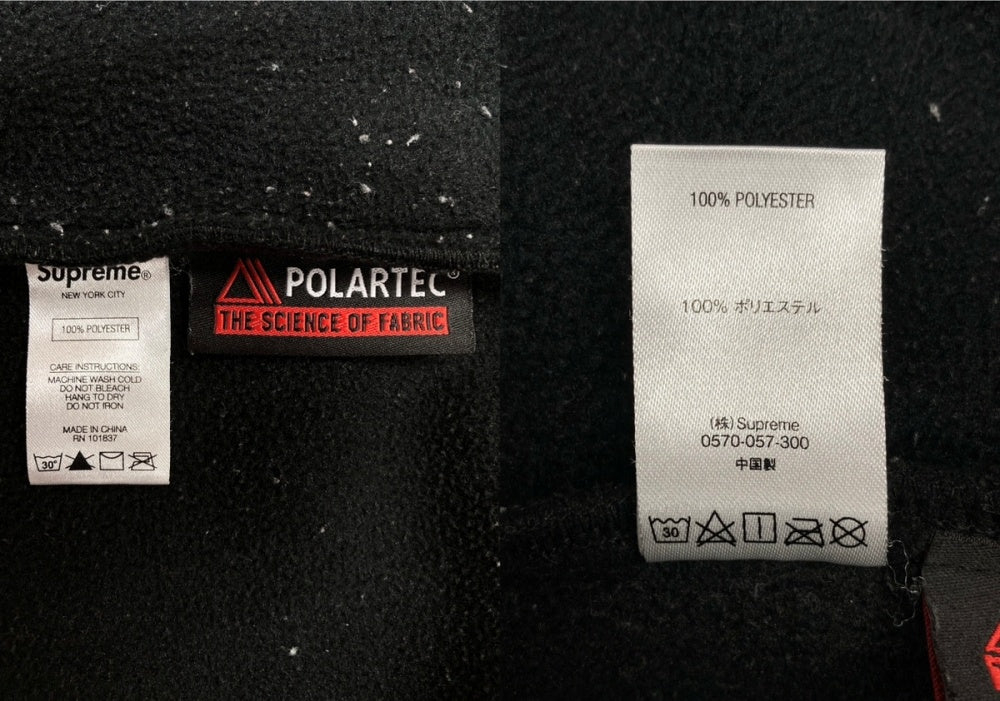 Supreme®
NEW YORK CITY
100% POLYESTER
CARE INSTRUCTIONS:
MACHINE WASH COLD
DO NOT BLEACH
HANG TO DRY
DO NOT IRON
MADE IN CHINA
RN 101837
30°
POLARTEC®
THE SCIENCE OF FABRIC
100% POLYESTER
100% ポリエステル
(株)Supreme
0570-057-300
中国製
30